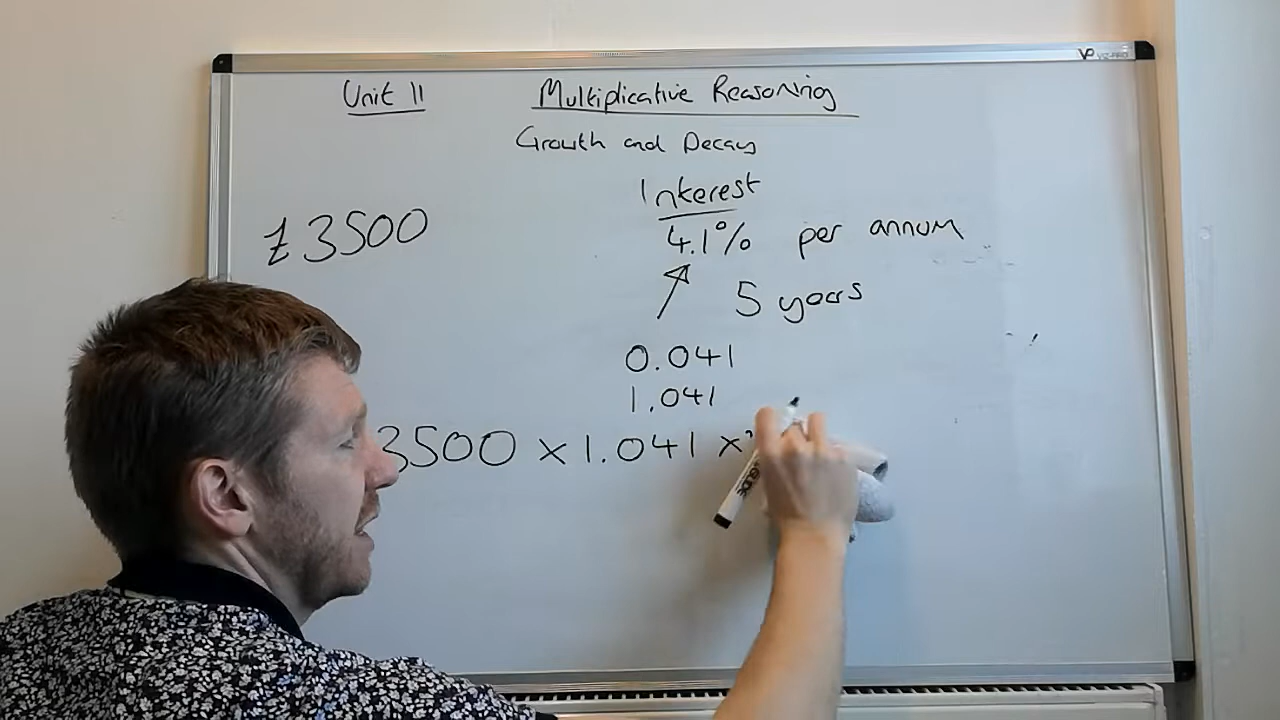 Unit 11
Multiplicative Reasoning
Growth and Decay
Interest
£3500
4.1% per annum
5 years
0.041
1.041
3500 × 1.041 ×